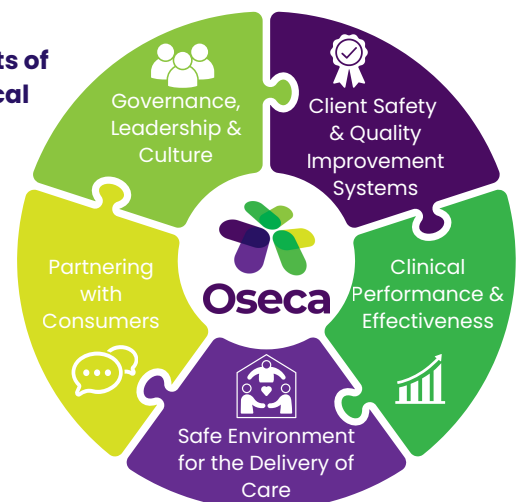 ts of
cal
Governance,
Leadership &
Culture
Client Safety
& Quality
Improvement
Systems
Partnering
with
Consumers
Oseca
Clinical
Performance &
Effectiveness
Safe Environment
for the Delivery of
Care